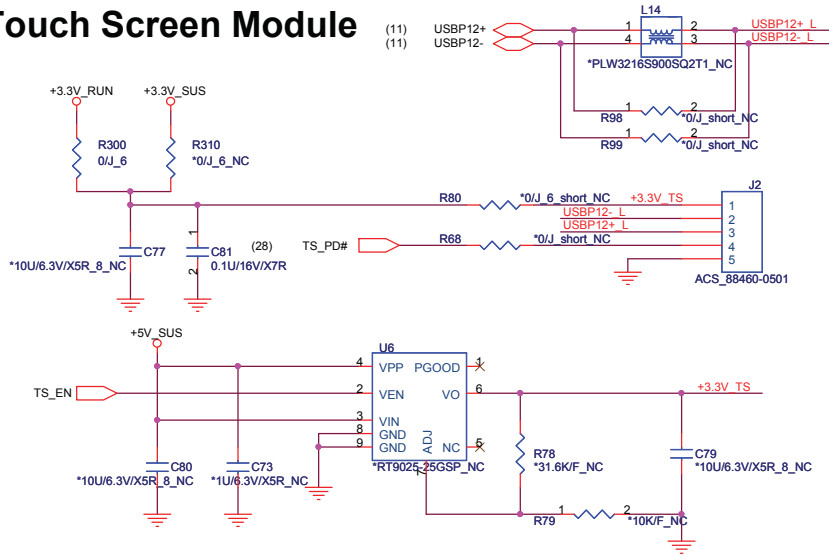 Touch Screen Module
(11) USBP12+
(11) USBP12-
L14
1 2 USBP12+_L
4 3 USBP12-_L
*PLW3216S900SQ2T1_NC
R98 1 2 *0/J_short_NC
R99 1 2 *0/J_short_NC
+3.3V_RUN +3.3V_SUS
R300
0/J_6
R310
*0/J_6_NC
C77
*10U/6.3V/X5R_8_NC
1
C81
2
0.1U/16V/X7R
(28) TS_PD#
R80 *0/J_6_short_NC +3.3V_TS
USBP12-_L
USBP12+_L
R68 *0/J_short_NC
J2
1
2
3
4
5
ACS_88460-0501
+5V_SUS
TS_EN
U6
4 VPP PGOOD 1
2 VEN VO 6
3 VIN
8 GND
9 GND
ADJ
7
NC 5
*RT9025-25GSP_NC
+3.3V_TS
C80
*10U/6.3V/X5R_8_NC
C73
*1U/6.3V/X5R_NC
R78
*31.6K/F_NC
C79
*10U/6.3V/X5R_8_NC
R79 1 2 *10K/F_NC